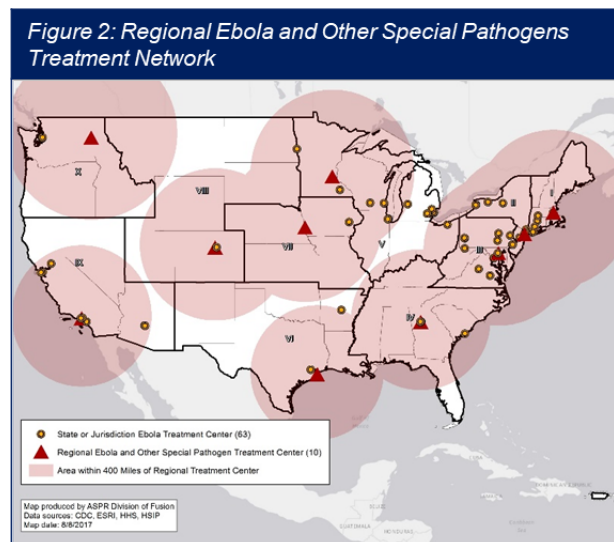 Figure 2: Regional Ebola and Other Special Pathogens
Treatment Network
X
VIII
I
II
VII
V
III
IX
IV
VI
State or Jurisdiction Ebola Treatment Center (63)
Regional Ebola and Other Special Pathogen Treatment Center (10)
Area within 400 Miles of Regional Treatment Center
Map produced by ASPR Division of Fusion
Data sources: CDC, ESRI, HHS, HSIP
Map date: 8/8/2017
CUBA
GUATEMALA